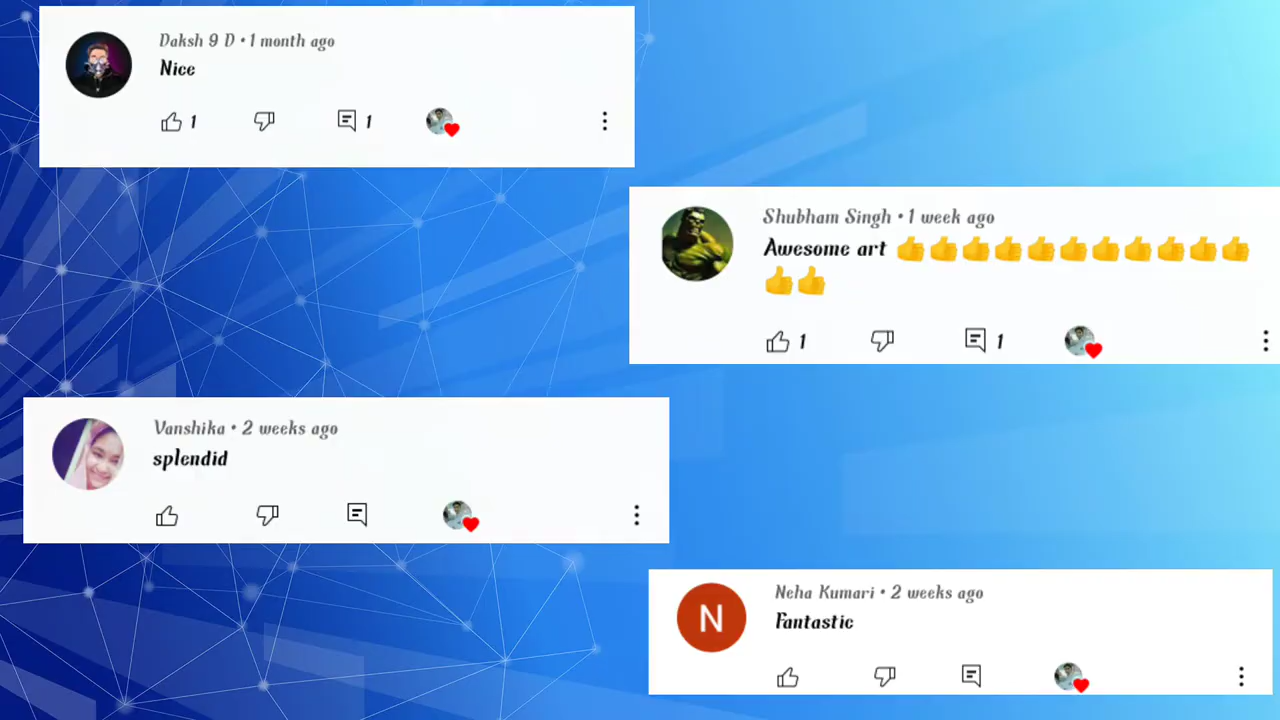 Daksh 9 D • 1 month ago
Nice
1 1
Shubham Singh • 1 week ago
Awesome art 👍👍👍👍👍👍👍👍👍👍👍
👍👍
1 1
Vanshika • 2 weeks ago
splendid
Neha Kumari • 2 weeks ago
N
Fantastic